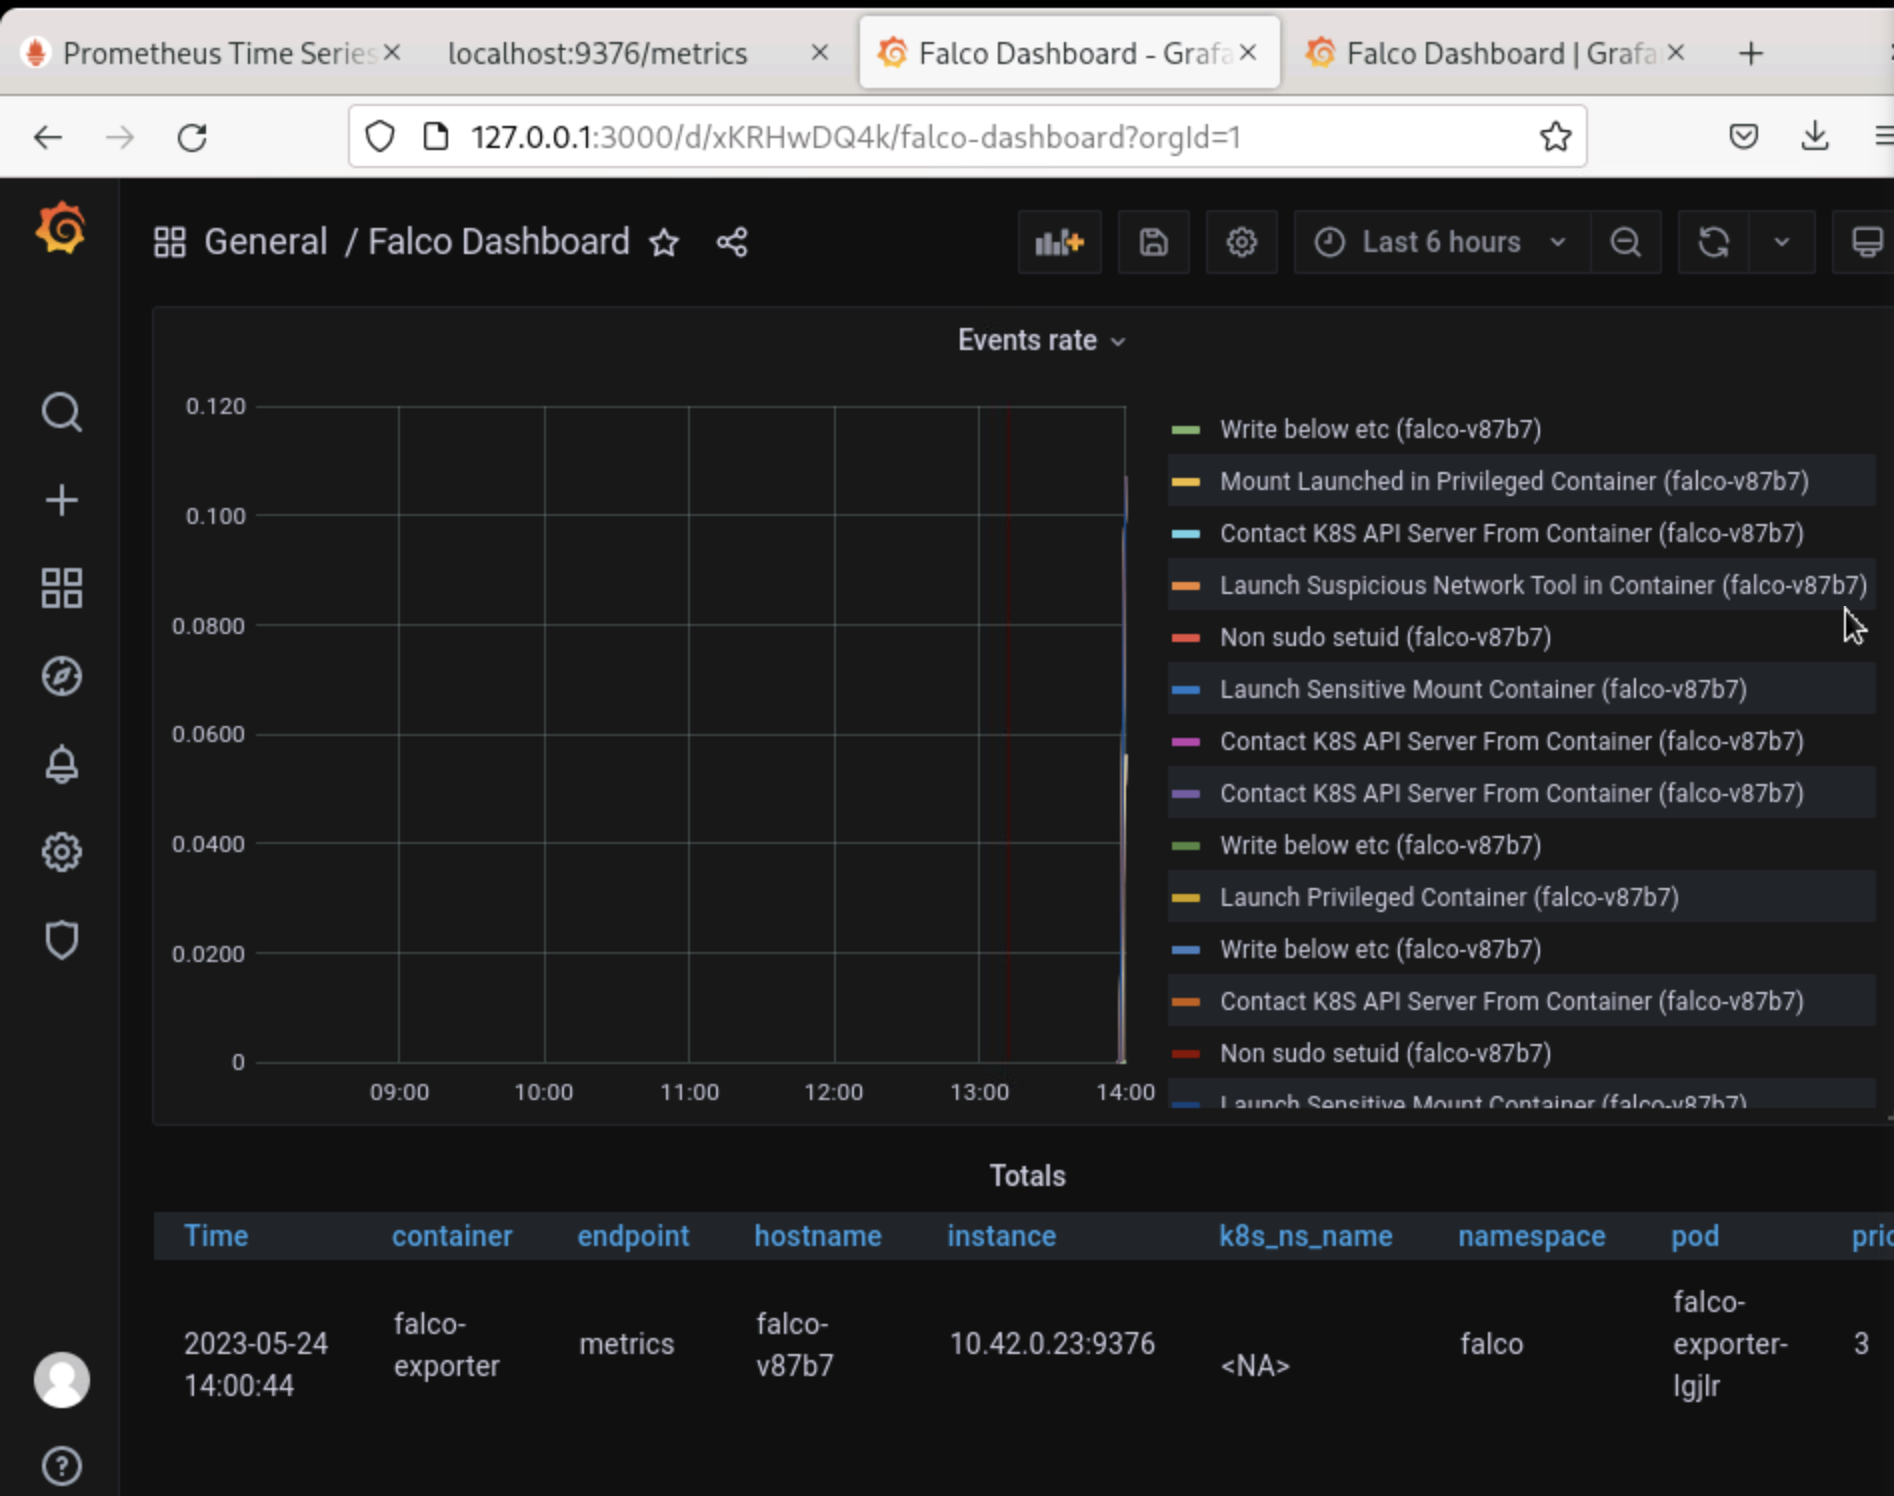 Prometheus Time Series
localhost:9376/metrics
Falco Dashboard - Grafa
Falco Dashboard | Grafa
127.0.0.1:3000/d/xKRHwDQ4k/falco-dashboard?orgId=1
General / Falco Dashboard
Last 6 hours
Events rate
0.120
0.100
0.0800
0.0600
0.0400
0.0200
0
09:00 10:00 11:00 12:00 13:00 14:00
Write below etc (falco-v87b7)
Mount Launched in Privileged Container (falco-v87b7)
Contact K8S API Server From Container (falco-v87b7)
Launch Suspicious Network Tool in Container (falco-v87b7)
Non sudo setuid (falco-v87b7)
Launch Sensitive Mount Container (falco-v87b7)
Contact K8S API Server From Container (falco-v87b7)
Contact K8S API Server From Container (falco-v87b7)
Write below etc (falco-v87b7)
Launch Privileged Container (falco-v87b7)
Write below etc (falco-v87b7)
Contact K8S API Server From Container (falco-v87b7)
Non sudo setuid (falco-v87b7)
Launch Sensitive Mount Container (falco-v87b7)
Totals
Time container endpoint hostname instance k8s_ns_name namespace pod pric
2023-05-24
14:00:44
falco-
exporter
metrics
falco-
v87b7
10.42.0.23:9376
<NA>
falco
falco-
exporter-
lgjlr
3